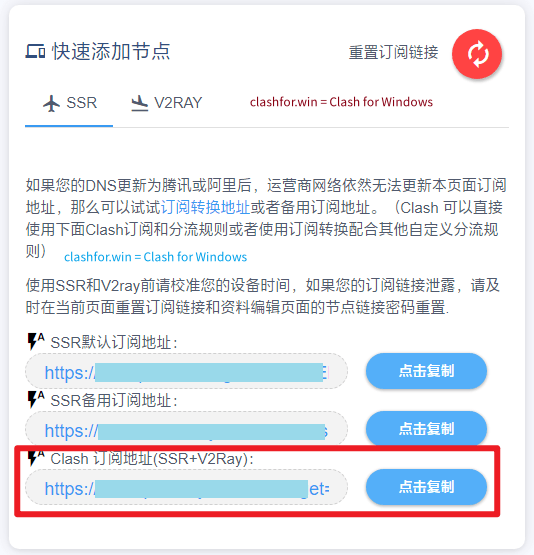 快速添加节点
重置订阅链接
SSR
V2RAY
clashfor.win = Clash for Windows
如果您的DNS更新为腾讯或阿里后，运营商网络依然无法更新本页面订阅
地址，那么可以试试订阅转换地址或者备用订阅地址。（Clash 可以直接
使用下面Clash订阅和分流规则或者使用订阅转换配合其他自定义分流规
则）
clashfor.win = Clash for Windows
使用SSR和V2ray前请校准您的设备时间，如果您的订阅链接泄露，请及
时在当前页面重置订阅链接和资料编辑页面的节点链接密码重置.
SSR默认订阅地址：
https:/
点击复制
SSR备用订阅地址：
https:/
s
点击复制
Clash 订阅地址(SSR+V2Ray)：
https:/
get=
点击复制